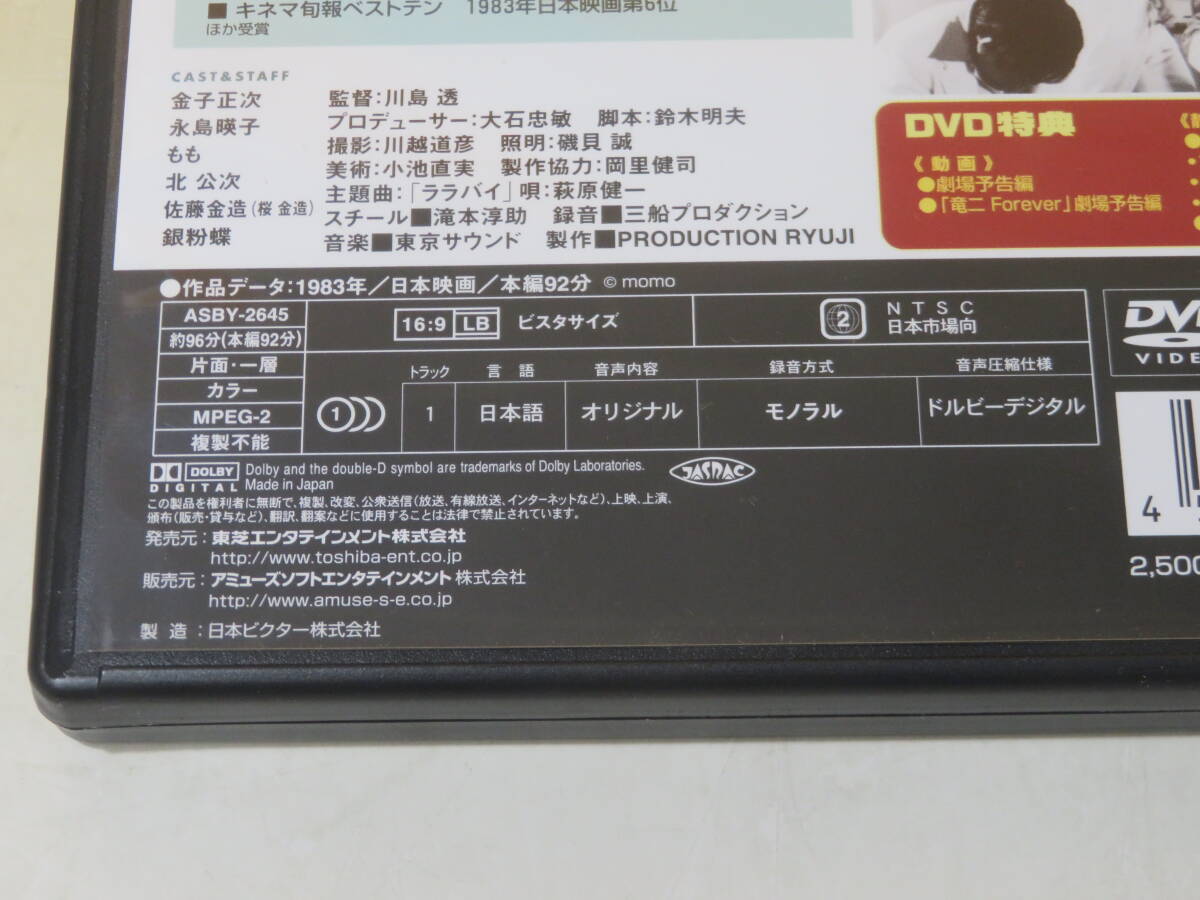 ■ キネマ旬報ベストテン 1983年日本映画第6位
ほか受賞
CAST&STAFF
金子正次
永島暎子
もも
北 公次
佐藤金造(桜 金造)
銀粉蝶
監督:川島 透
プロデューサー:大石忠敏 脚本:鈴木明夫
撮影:川越道彦 照明:磯貝 誠
美術:小池直実 製作協力:岡里健司
主題曲:「ララバイ」唄:萩原健一
スチール■滝本淳助 録音■三船プロダクション
音楽■東京サウンド 製作■PRODUCTION RYUJI
DVD特典
《動画》
●劇場予告編
●「竜二 Forever」劇場予告編
●作品データ:1983年/日本映画/本編92分 © momo
ASBY-2645
約96分(本編92分)
片面・一層
カラー
MPEG-2
複製不能
16:9 LB ビスタサイズ
2 NTSC
日本市場向
トラック 言語 音声内容 録音方式 音声圧縮仕様
1 1 日本語 オリジナル モノラル ドルビーデジタル
DVD
VIDE
DOLBY
DIGITAL
Dolby and the double-D symbol are trademarks of Dolby Laboratories.
Made in Japan
JASRAC
この製品を権利者に無断で、複製、改変、公衆送信(放送、有線放送、インターネットなど)、上映、上演、
頒布(販売・貸与など)、翻訳、翻案などに使用することは法律で禁止されています。
発売元:東芝エンタテインメント株式会社
http://www.toshiba-ent.co.jp
販売元:アミューズソフトエンタテインメント株式会社
http://www.amuse-s-e.co.jp
製 造:日本ビクター株式会社
4
2,500